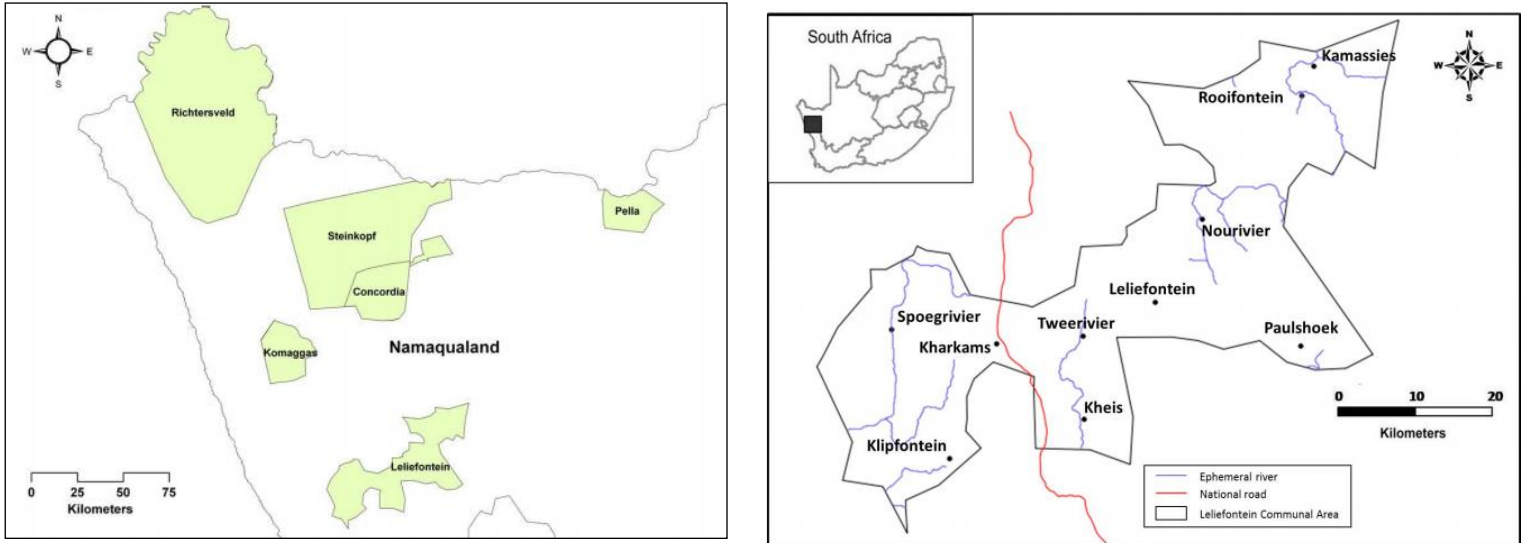 N
W E
S
Richtersveld
Pella
Steinkopf
Concordia
Komaggas
Namaqualand
Leliefontein
0 25 50 75
Kilometers
South Africa
N
W E
S
Kamassies
Rooifontein
Nourivier
Leliefontein
Spoegrivier
Tweerivier
Paulshoek
Kharkams
Kheis
Klipfontein
0 10 20
Kilometers
Ephemeral river
National road
Leliefontein Communal Area